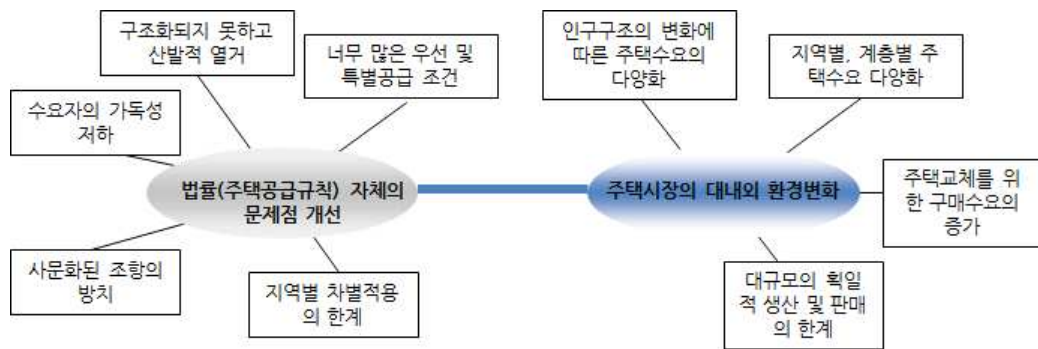 구조화되지 못하고
산발적 열거
너무 많은 우선 및
특별공급 조건
수요자의 가독성
저하
법률(주택공급규칙) 자체의
문제점 개선
사문화된 조항의
방치
지역별 차별적용
의 한계
인구구조의 변화에
따른 주택수요의
다양화
지역별, 계층별 주
택수요 다양화
주택시장의 대내외 환경변화
주택교체를 위
한 구매수요의
증가
대규모의 획일
적 생산 및 판매
의 한계